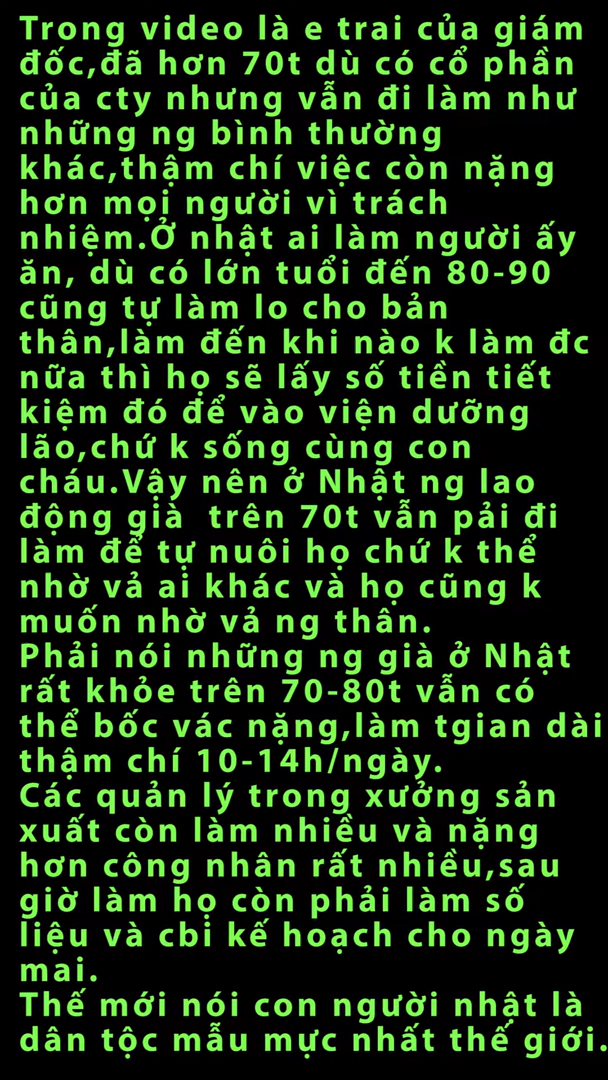 Trong video là e trai của giám
đốc,đã hơn 70t dù có cổ phần
của cty nhưng vẫn đi làm như
những ng bình thường
khác,thậm chí việc còn nặng
hơn mọi người vì trách
nhiệm.Ở nhật ai làm người ấy
ăn, dù có lớn tuổi đến 80-90
cũng tự làm lo cho bản
thân,làm đến khi nào k làm đc
nữa thì họ sẽ lấy số tiền tiết
kiệm đó để vào viện dưỡng
lão,chứ k sống cùng con
cháu.Vậy nên ở Nhật ng lao
động già  trên 70t vẫn pải đi
làm để tự nuôi họ chứ k thể
nhờ vả ai khác và họ cũng k
muốn nhờ vả ng thân.
Phải nói những ng già ở Nhật
rất khỏe trên 70-80t vẫn có
thể bốc vác nặng,làm tgian dài
thậm chí 10-14h/ngày.
Các quản lý trong xưởng sản
xuất còn làm nhiều và nặng
hơn công nhân rất nhiều,sau
giờ làm họ còn phải làm số
liệu và cbi kế hoạch cho ngày
mai.
Thế mới nói con người nhật là
dân tộc mẫu mực nhất thế giới.